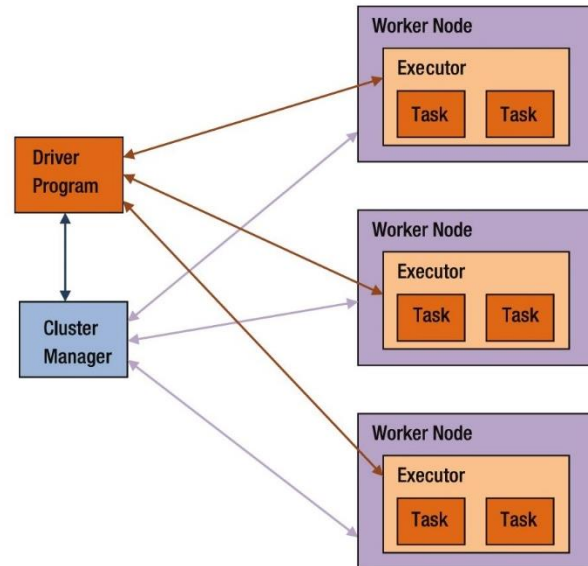 Worker Node
Executor
Task Task
Driver
Program
Worker Node
Executor
Task Task
Cluster
Manager
Worker Node
Executor
Task Task